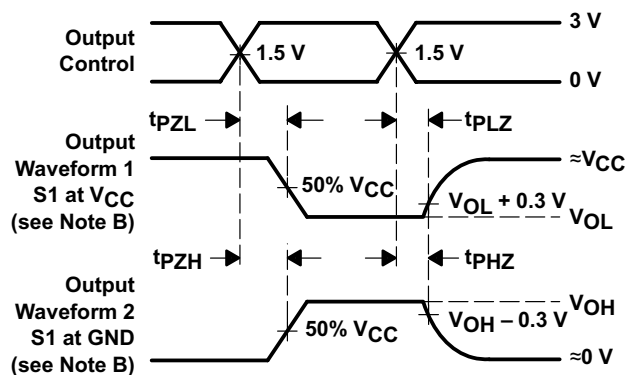 Output
Control
1.5 V
1.5 V
3 V
0 V
tPZL
tPLZ
Output
Waveform 1
S1 at VCC
(see Note B)
50% VCC
≈VCC
VOL + 0.3 V
VOL
tPZH
tPHZ
Output
Waveform 2
S1 at GND
(see Note B)
50% VCC
VOH
VOH – 0.3 V
≈0 V